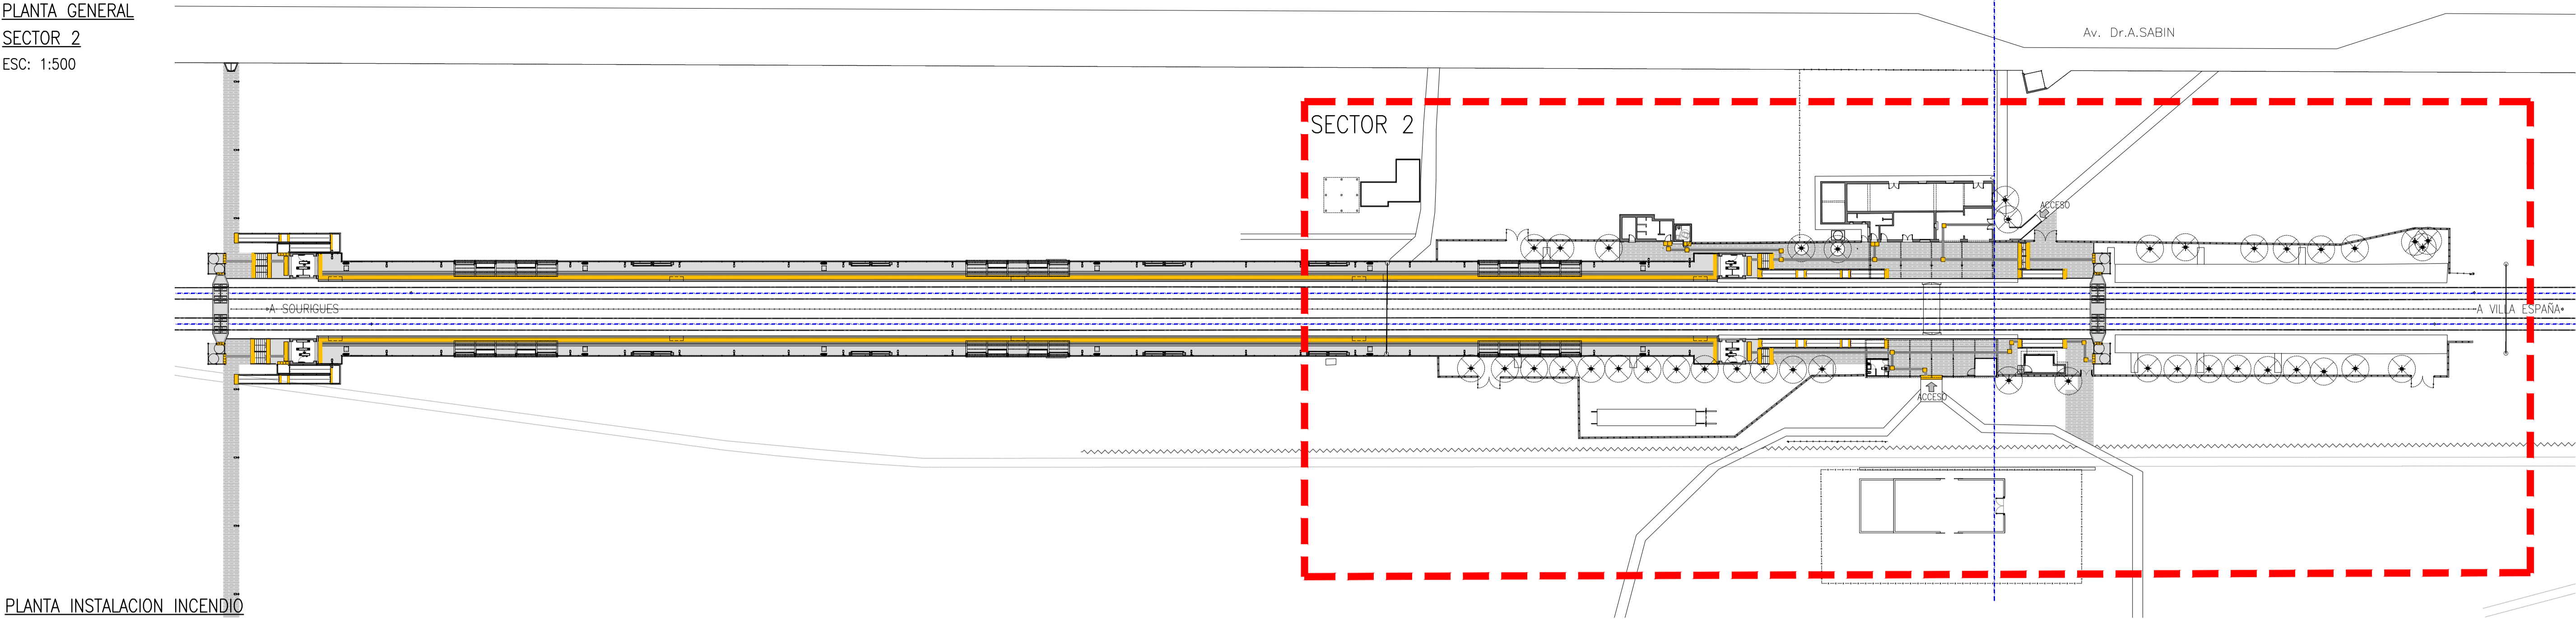 PLANTA GENERAL
SECTOR 2
ESC: 1:500
Av. Dr.A.SABIN
SECTOR 2
ACCESO
A SOURIGUES
A VILLA ESPAÑA
ACCESO
PLANTA INSTALACION INCENDIO